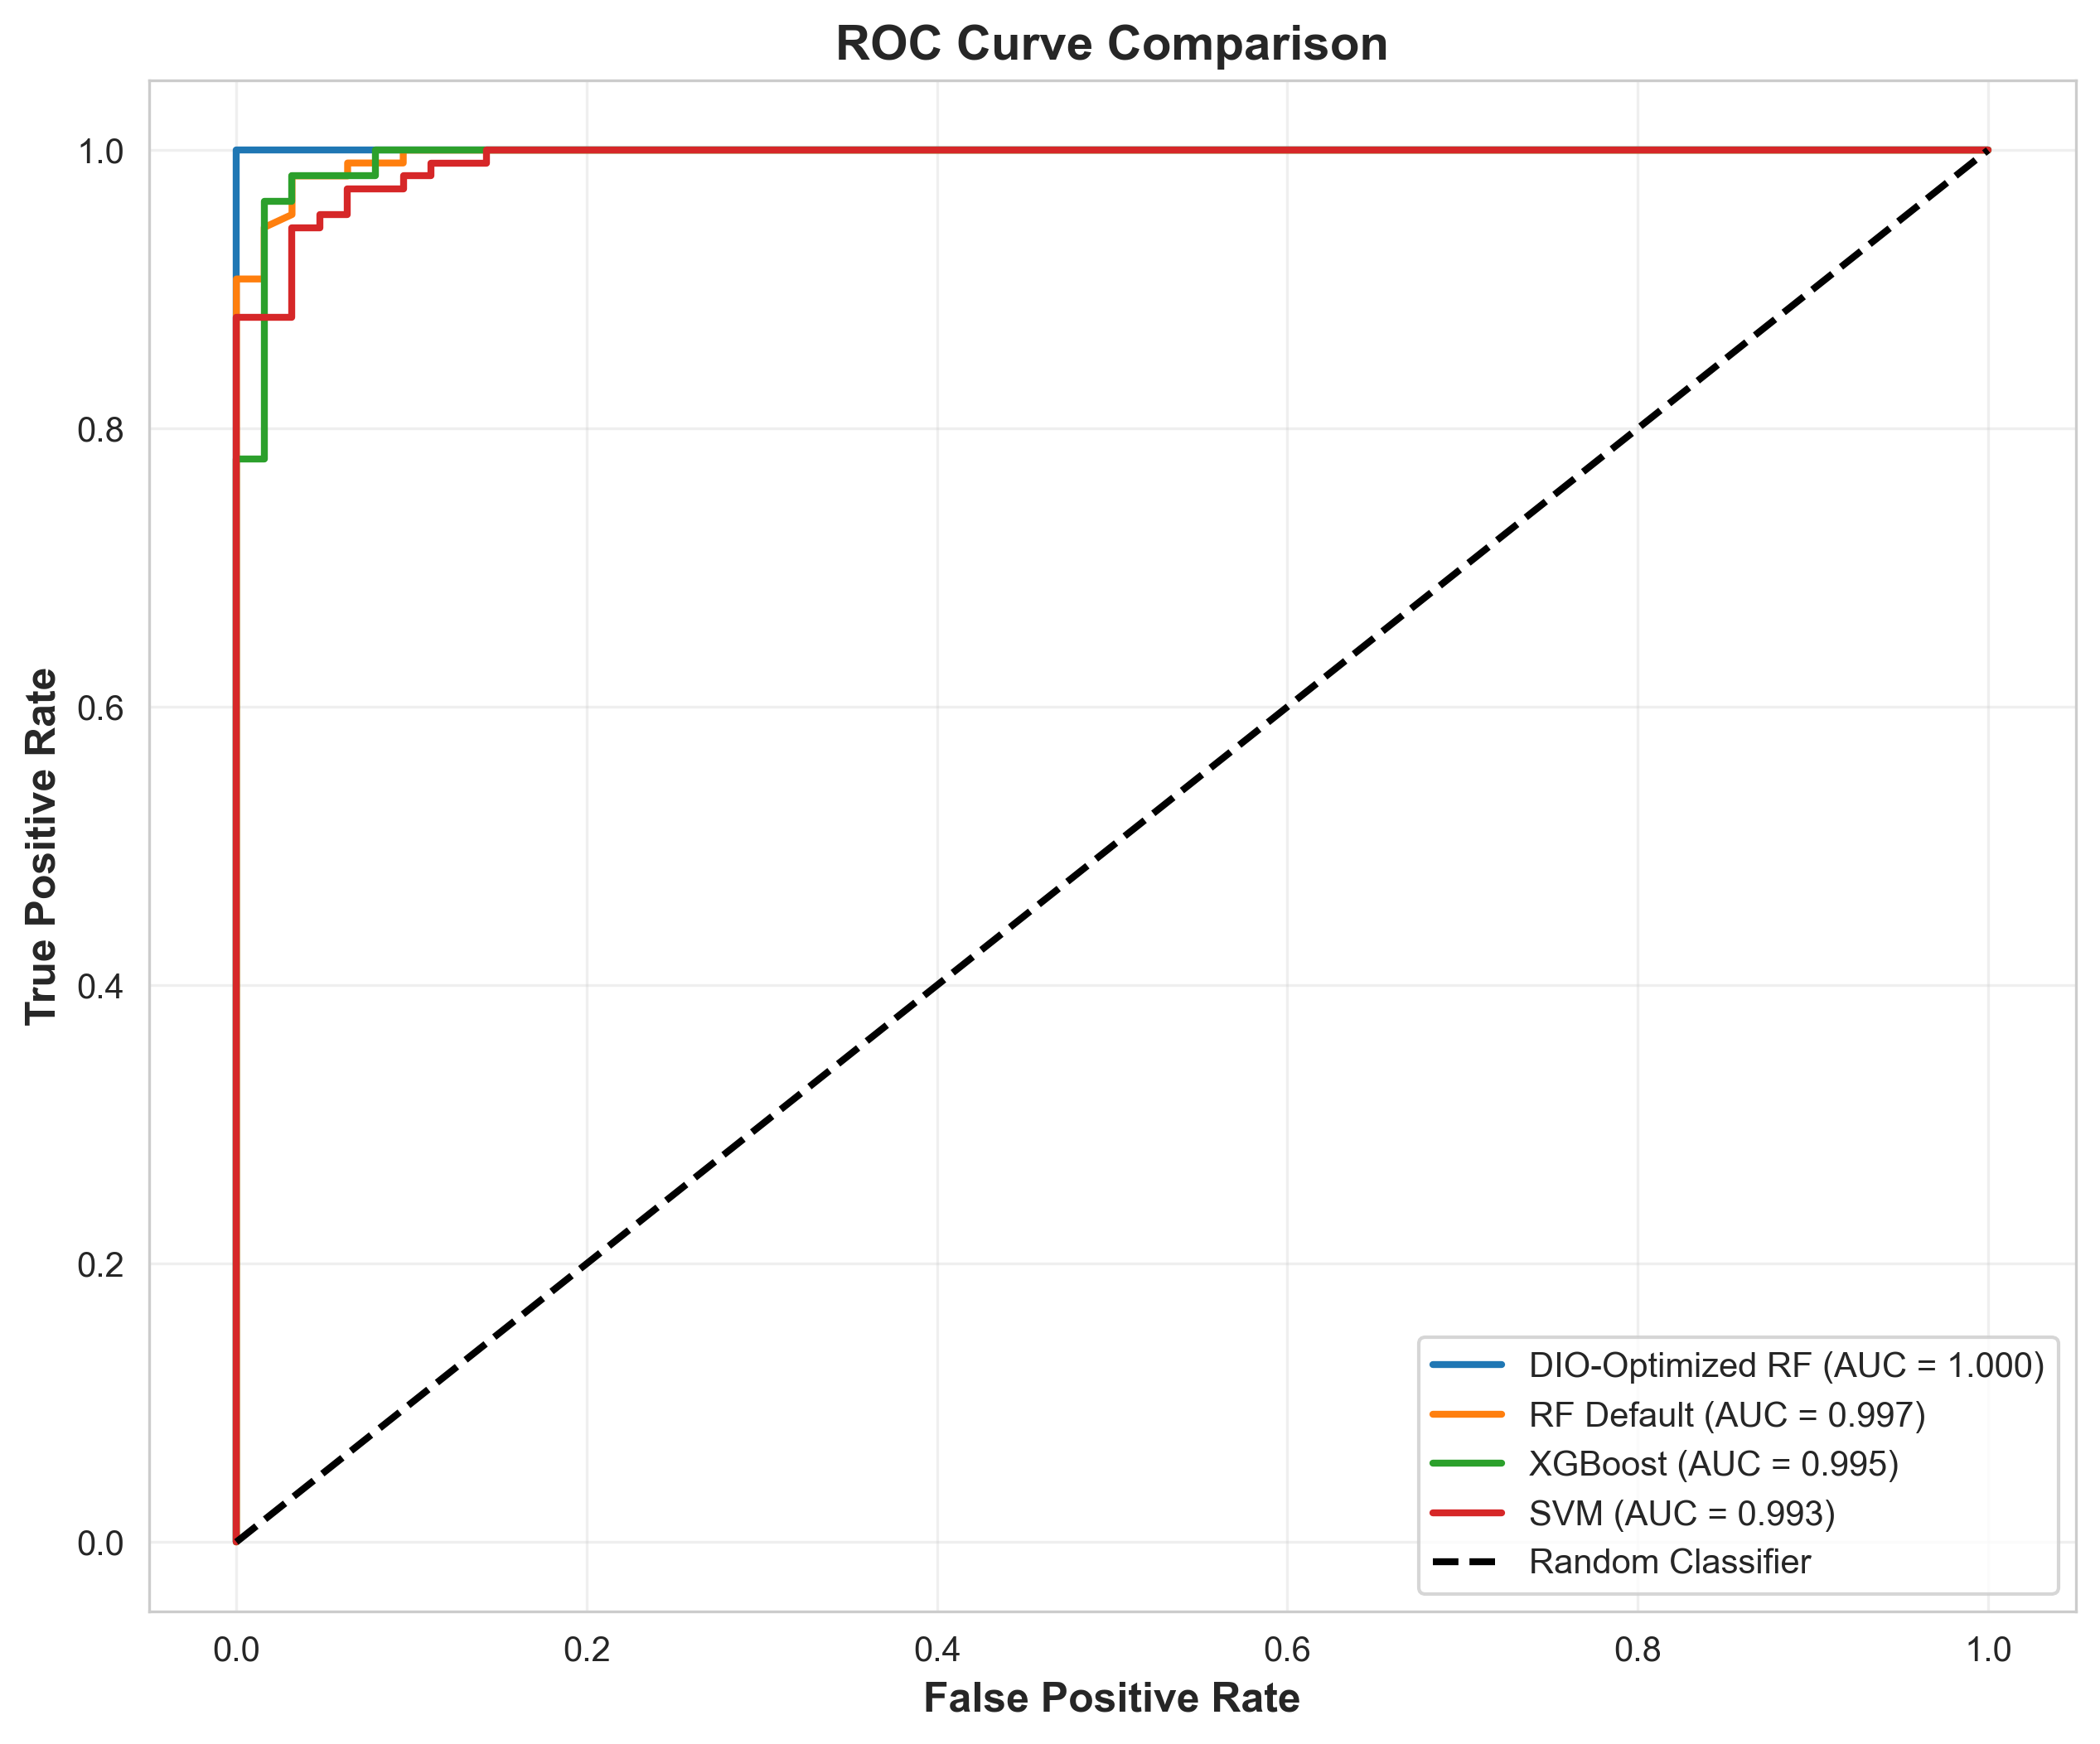 ROC Curve Comparison
True Positive Rate
1.0
0.8
0.6
0.4
0.2
0.0
0.0 0.2 0.4 0.6 0.8 1.0
False Positive Rate
DIO-Optimized RF (AUC = 1.000)
RF Default (AUC = 0.997)
XGBoost (AUC = 0.995)
SVM (AUC = 0.993)
Random Classifier